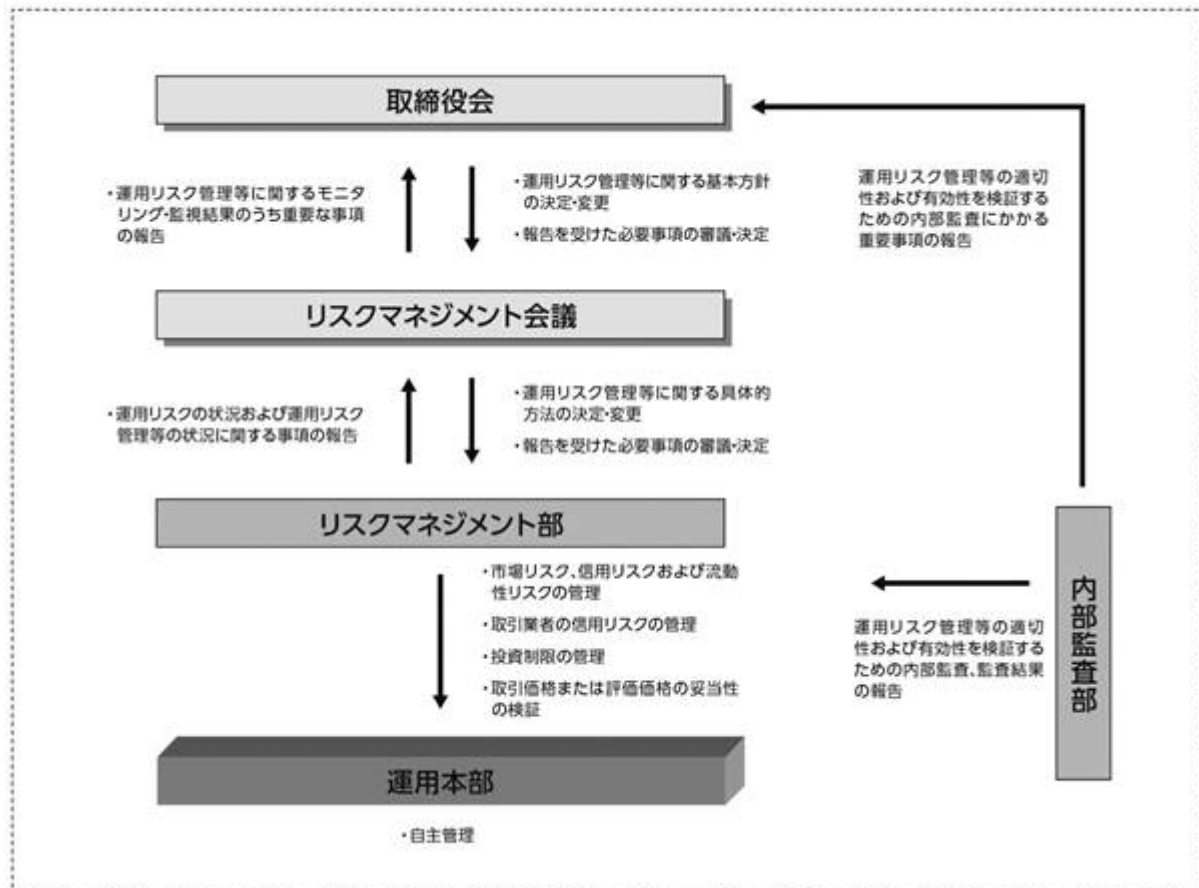 取締役会
・運用リスク管理等に関するモニタ
リング・監視結果のうち重要な事項
の報告
・運用リスク管理等に関する基本方針
の決定・変更
・報告を受けた必要事項の審議・決定
運用リスク管理等の適切
性および有効性を検証する
ための内部監査にかかる
重要事項の報告
リスクマネジメント会議
・運用リスクの状況および運用リスク
管理等の状況に関する事項の報告
・運用リスク管理等に関する具体的
方法の決定・変更
・報告を受けた必要事項の審議・決定
リスクマネジメント部
・市場リスク、信用リスクおよび流動
性リスクの管理
・取引業者の信用リスクの管理
・投資制限の管理
・取引価格または評価価格の妥当性
の検証
運用リスク管理等の適切
性および有効性を検証する
ための内部監査、監査結果
の報告
内部監査部
運用本部
・自主管理